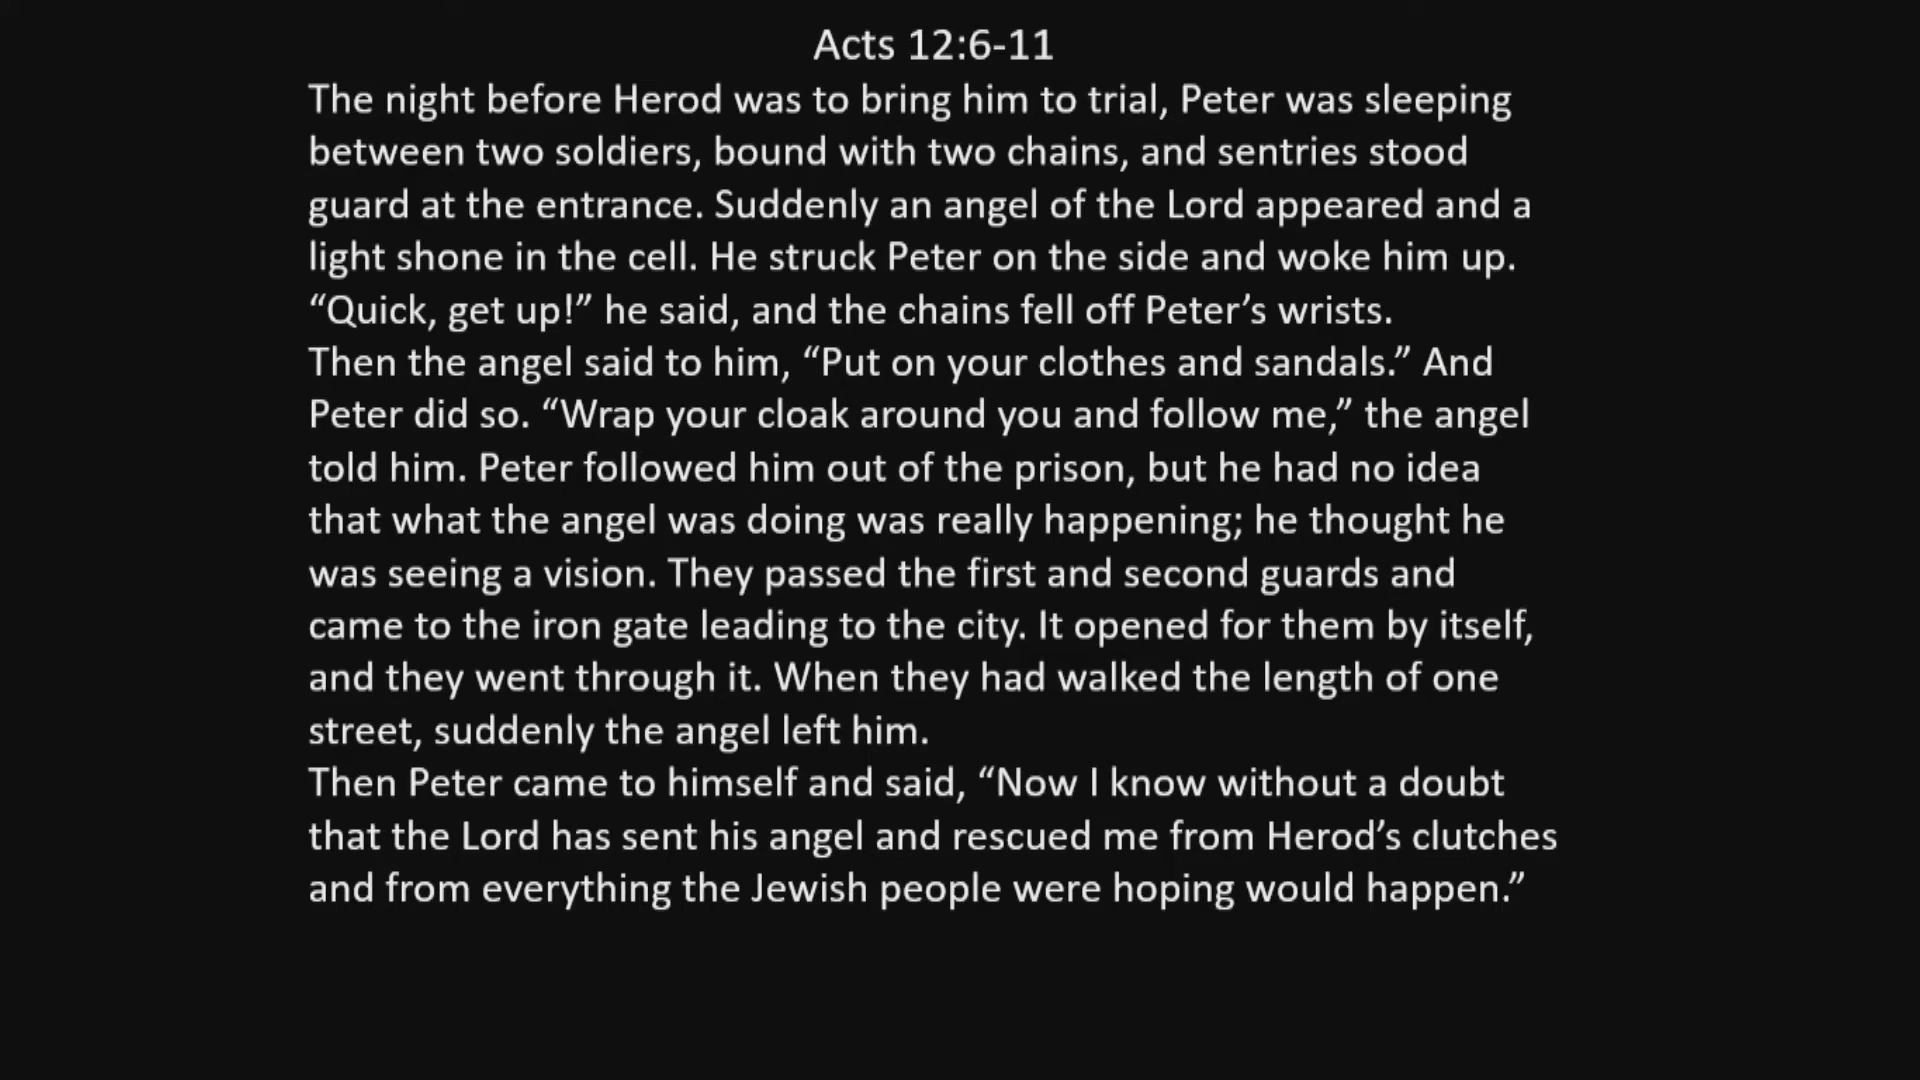 Acts 12:6-11
The night before Herod was to bring him to trial, Peter was sleeping
between two soldiers, bound with two chains, and sentries stood
guard at the entrance. Suddenly an angel of the Lord appeared and a
light shone in the cell. He struck Peter on the side and woke him up.
“Quick, get up!” he said, and the chains fell off Peter’s wrists.
Then the angel said to him, “Put on your clothes and sandals.” And
Peter did so. “Wrap your cloak around you and follow me,” the angel
told him. Peter followed him out of the prison, but he had no idea
that what the angel was doing was really happening; he thought he
was seeing a vision. They passed the first and second guards and
came to the iron gate leading to the city. It opened for them by itself,
and they went through it. When they had walked the length of one
street, suddenly the angel left him.
Then Peter came to himself and said, “Now I know without a doubt
that the Lord has sent his angel and rescued me from Herod’s clutches
and from everything the Jewish people were hoping would happen.”